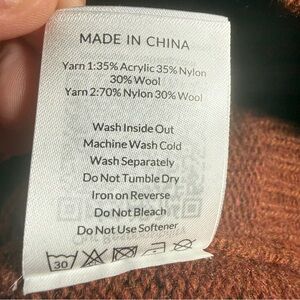 MADE IN CHINA
Yarn 1:35% Acrylic 35% Nylon
30% Wool
Yarn 2:70% Nylon 30% Wool
Wash Inside Out
Machine Wash Cold
Wash Separately
Do Not Tumble Dry
Iron on Reverse
Do Not Bleach
Do Not Use Softener
30